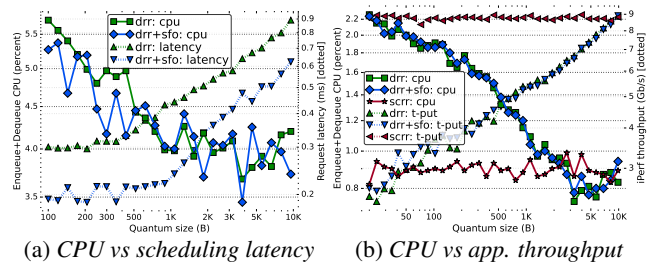 drr: cpu
drr+sfo: cpu
drr: latency
drr+sfo: latency
Enqueue+Dequeue CPU (percent)
5.5
5.0
4.5
4.0
3.5
0.9
0.8
0.7
0.6
0.5
0.4
0.3
0.2
Request latency (ms) [dotted]
100 200 500 1K 2K 5K 10K
Quantum size (B)
(a) CPU vs scheduling latency
drr: cpu
drr+sfo: cpu
scrr: cpu
drr: t-put
drr+sfo: t-put
scrr: t-put
Enqueue+Dequeue CPU (percent)
2.2
2.0
1.8
1.6
1.4
1.2
1.0
0.8
9
8
7
6
5
4
3
iPerf throughput (Gb/s) [dotted]
50 100 500 1K 5K 10K
Quantum size (B)
(b) CPU vs app. throughput